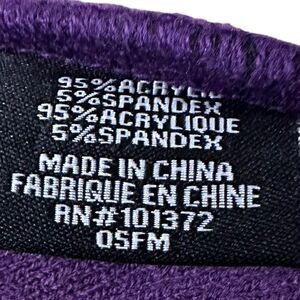 95% ACRYLIC
5% SPANDEX
95% ACRYLIQUE
5% SPANDEX
MADE IN CHINA
FABRIQUE EN CHINE
RN#101372
OSFM